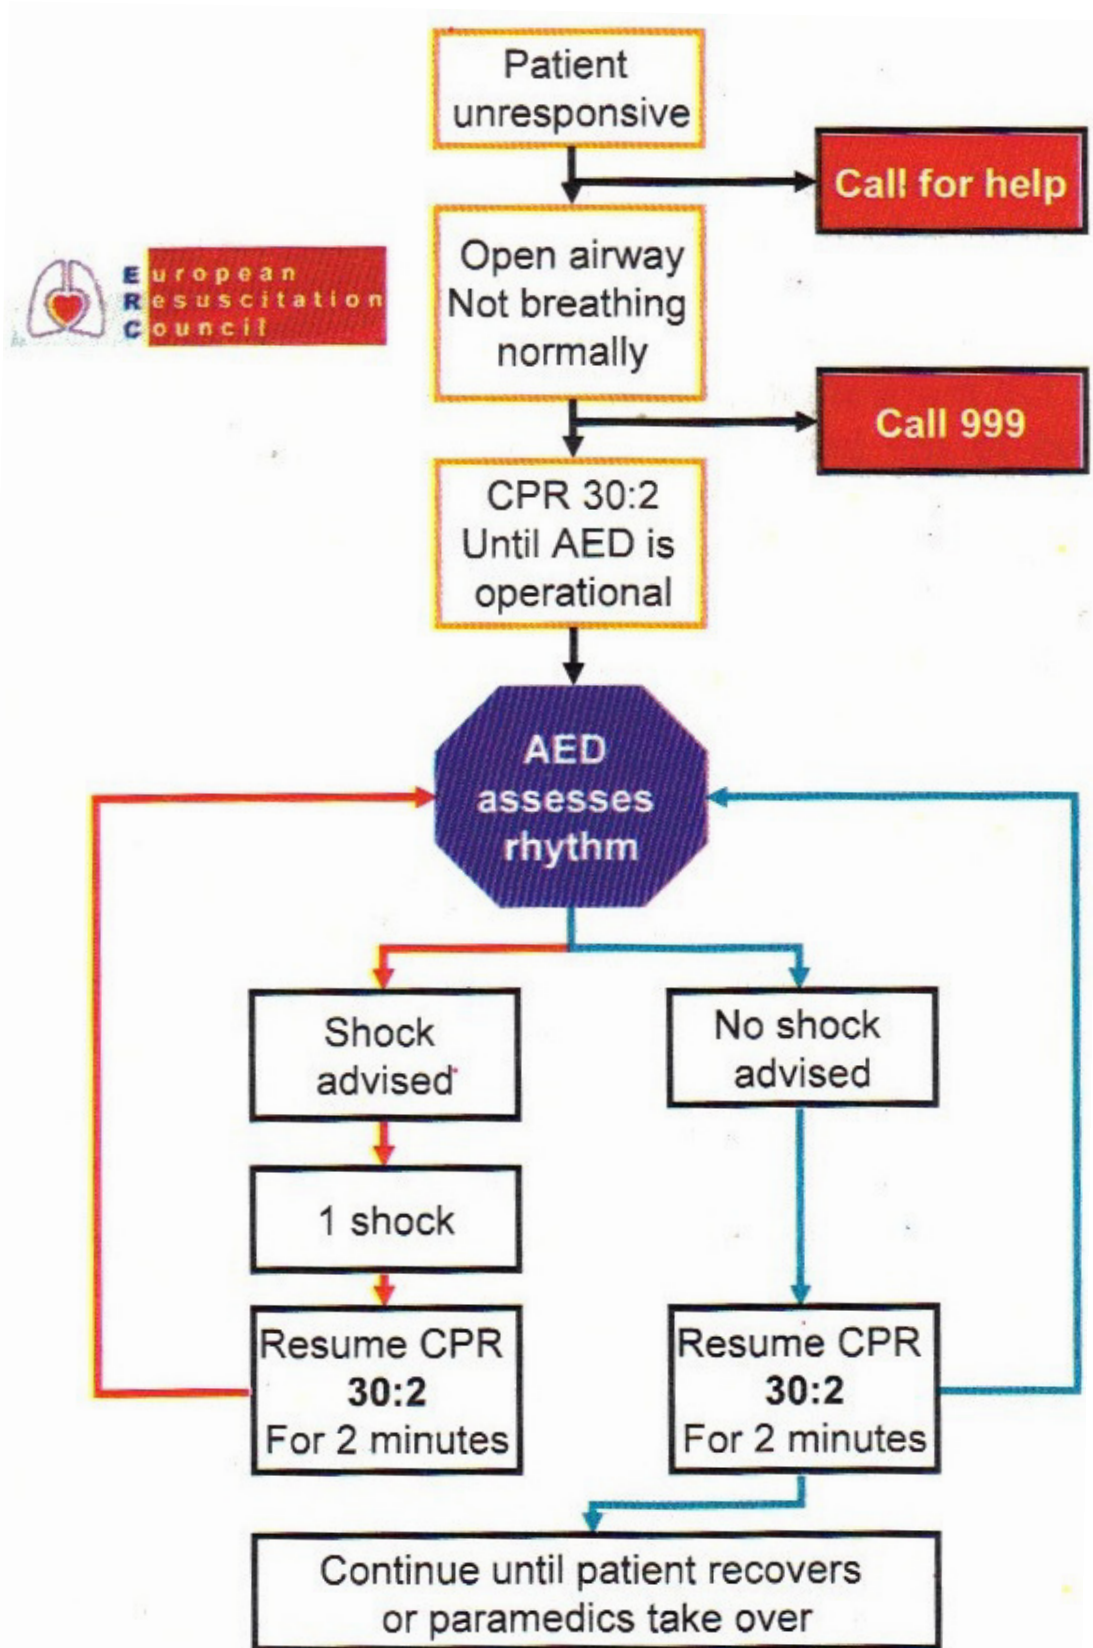 Patient
unresponsive
Call for help
European
Resuscitation
Council
Open airway
Not breathing
normally
Call 999
CPR 30:2
Until AED is
operational
AED
assesses
rhythm
Shock
advised
No shock
advised
1 shock
Resume CPR
30:2
For 2 minutes
Resume CPR
30:2
For 2 minutes
Continue until patient recovers
or paramedics take over